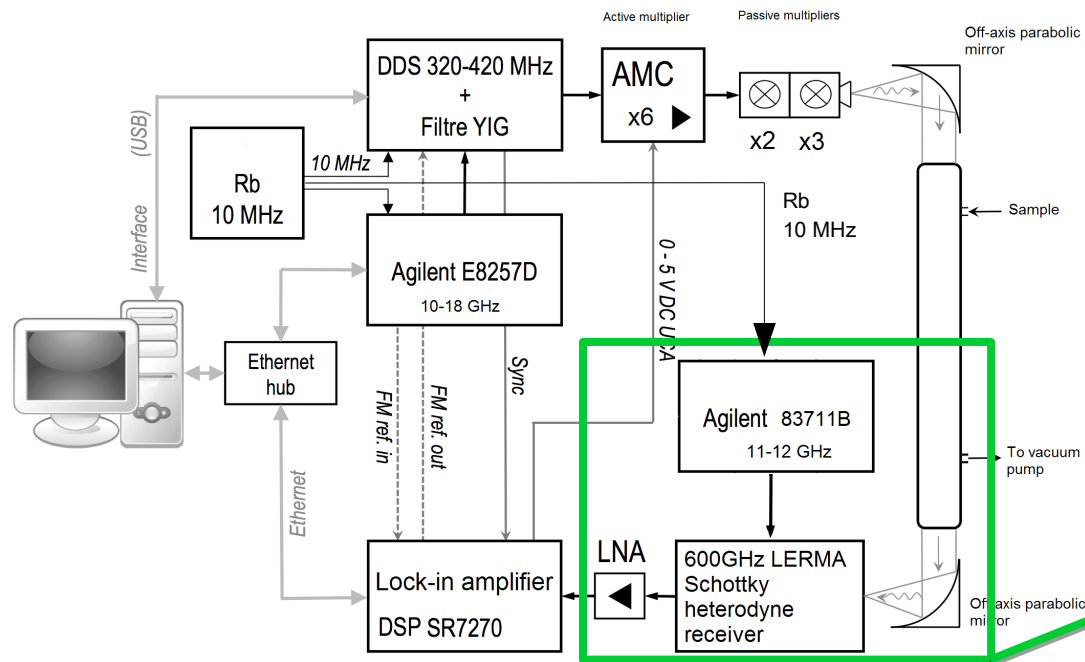 Active multiplier
Passive multipliers
Off-axis parabolic
mirror
DDS 320-420 MHz
+
Filtre YIG
AMC
x6
x2
x3
(USB)
Interface
10 MHz
Rb
10 MHz
Rb
10 MHz
Sample
Agilent E8257D
10-18 GHz
0 - 5 V DC
Ethernet
hub
Sync
FM ref. in
FM ref. out
Agilent 83711B
11-12 GHz
To vacuum
pump
Ethernet
LNA
Lock-in amplifier
DSP SR7270
600GHz LERMA
Schottky
heterodyne
receiver
Off-axis parabolic
mirror